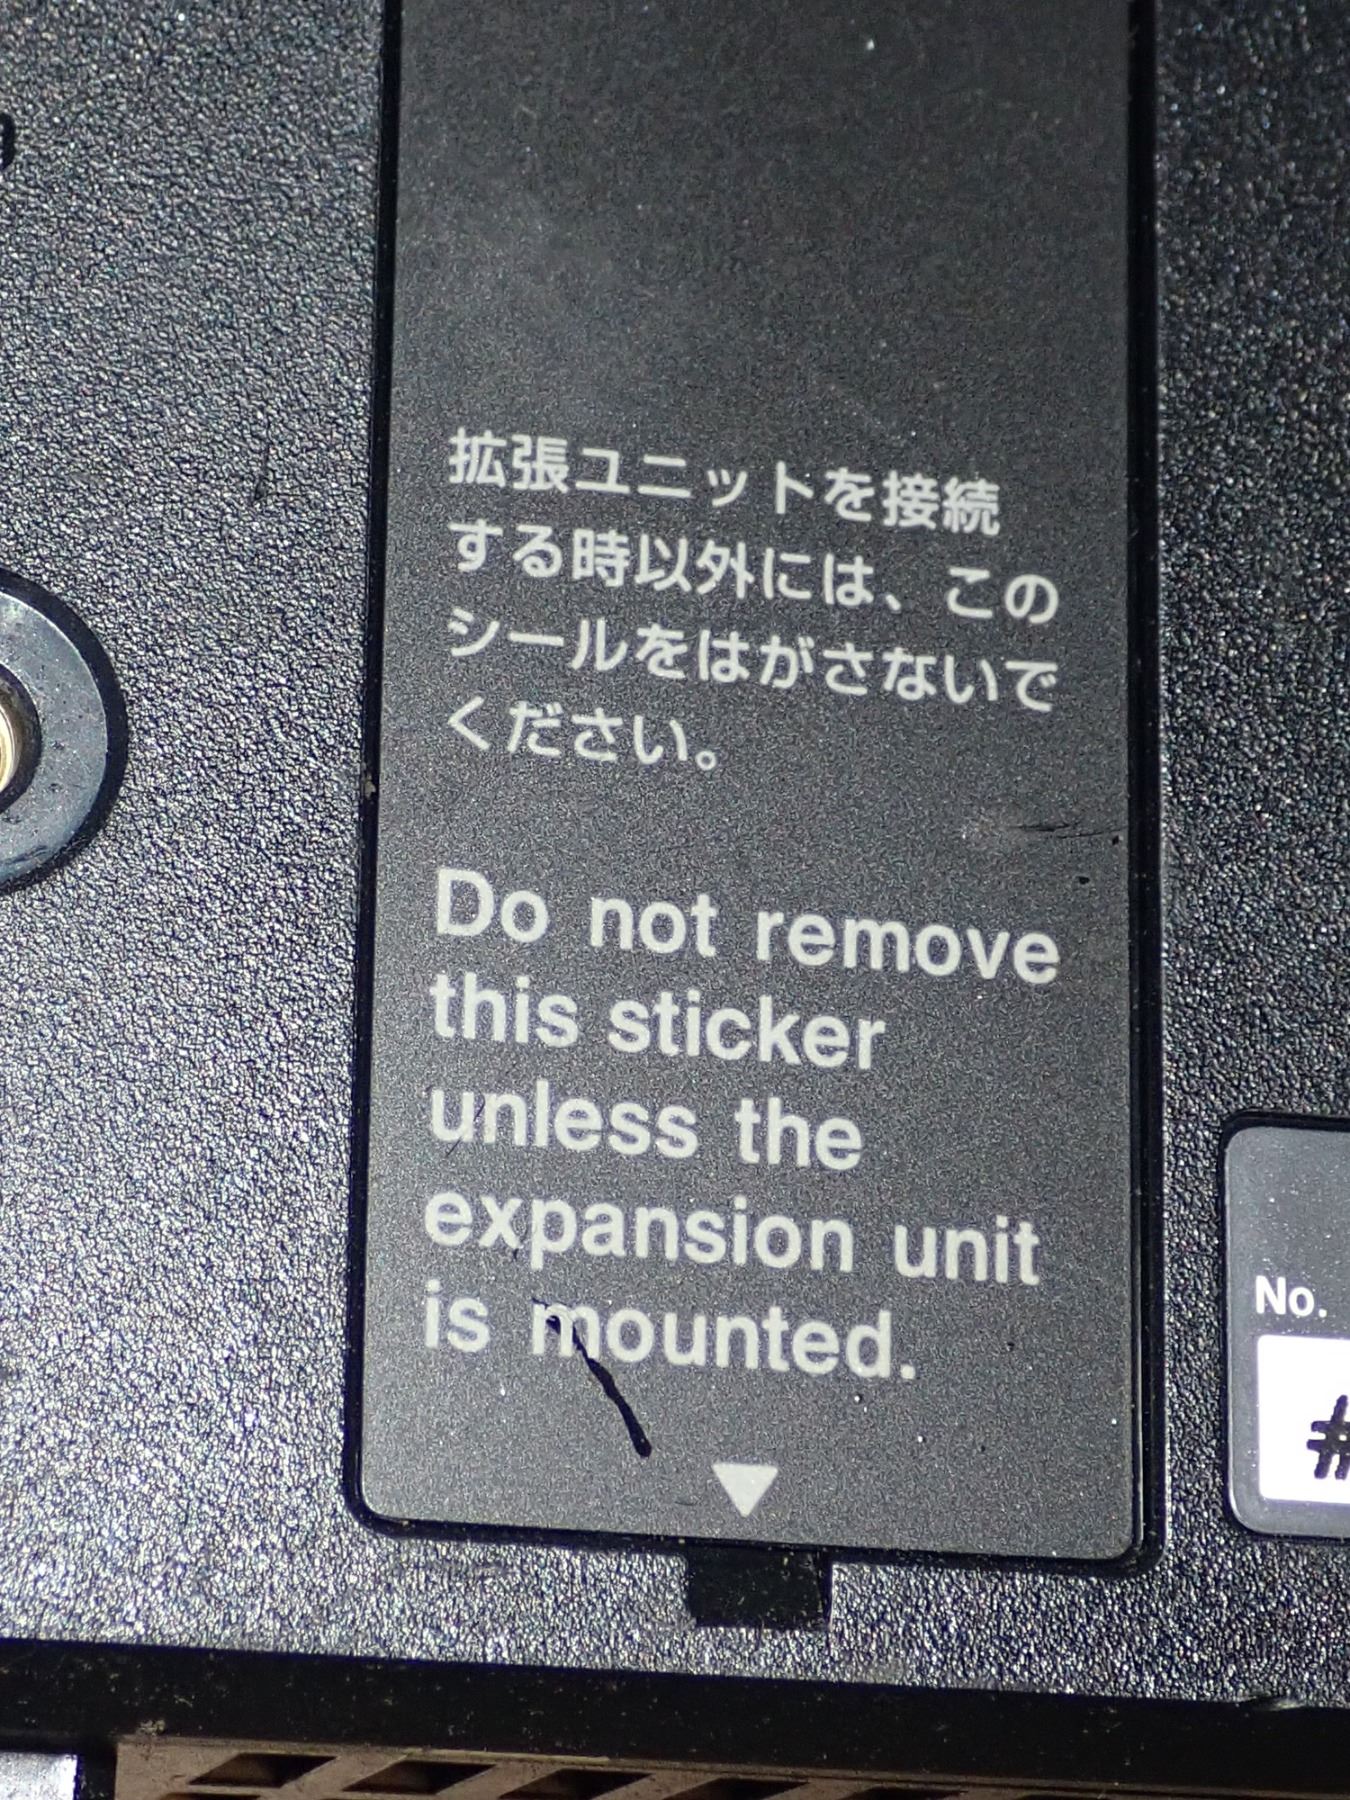 拡張ユニットを接続
する時以外には、この
シールをはがさないで
ください。
Do not remove
this sticker
unless the
expansion unit
is mounted.
No.
#